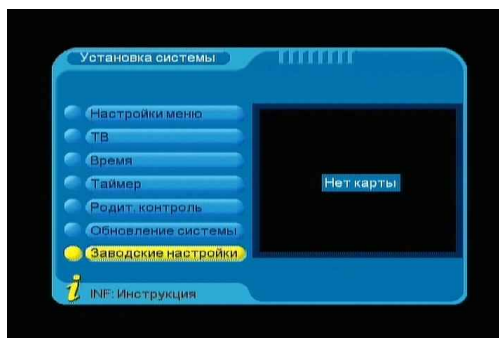 Установка системы
Настройки меню
ТВ
Время
Таймер
Родит. контроль
Обновление системы
Заводские настройки
Нет карты
i INF: Инструкция